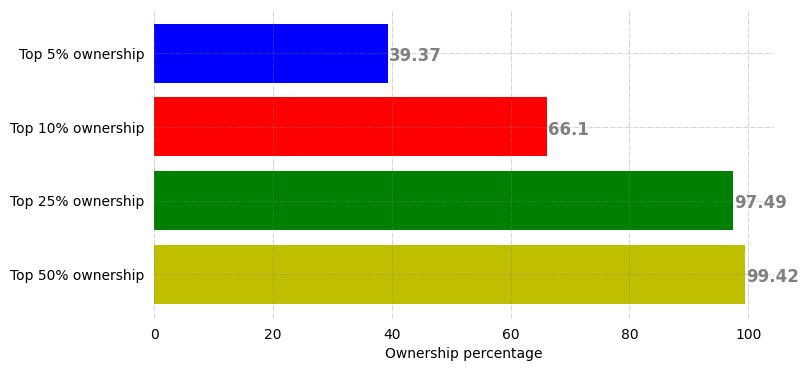 Top 5% ownership 39.37
Top 10% ownership 66.1
Top 25% ownership 97.49
Top 50% ownership 99.42
0 20 40 60 80 100
Ownership percentage